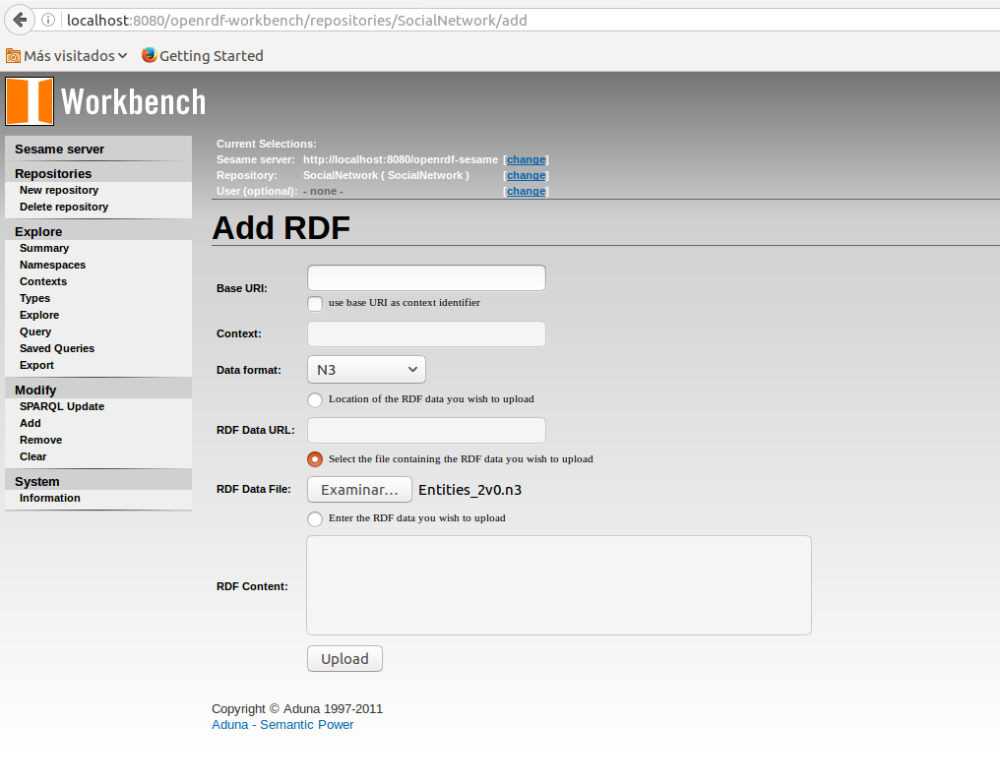 localhost:8080/openrdf-workbench/repositories/SocialNetwork/add
Más visitados Getting Started
Workbench
Sesame server
Repositories
New repository
Delete repository
Explore
Summary
Namespaces
Contexts
Types
Explore
Query
Saved Queries
Export
Modify
SPARQL Update
Add
Remove
Clear
System
Information
Current Selections:
Sesame server: http://localhost:8080/openrdf-sesame [change]
Repository: SocialNetwork ( SocialNetwork ) [change]
User (optional): - none - [change]
Add RDF
Base URI:
use base URI as context identifier
Context:
Data format: N3
Location of the RDF data you wish to upload
RDF Data URL:
Select the file containing the RDF data you wish to upload
RDF Data File: Examinar... Entities_2v0.n3
Enter the RDF data you wish to upload
RDF Content:
Upload
Copyright © Aduna 1997-2011
Aduna - Semantic Power